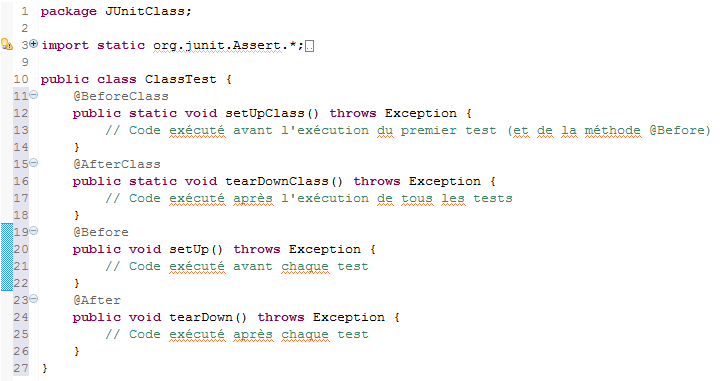 1 package JUnitClass;
2
3 import static org.junit.Assert.*;
9
10 public class ClassTest {
11 @BeforeClass
12 public static void setUpClass() throws Exception {
13 // Code exécuté avant l'exécution du premier test (et de la méthode @Before)
14 }
15 @AfterClass
16 public static void tearDownClass() throws Exception {
17 // Code exécuté après l'exécution de tous les tests
18 }
19 @Before
20 public void setUp() throws Exception {
21 // Code exécuté avant chaque test
22 }
23 @After
24 public void tearDown() throws Exception {
25 // Code exécuté après chaque test
26 }
27 }